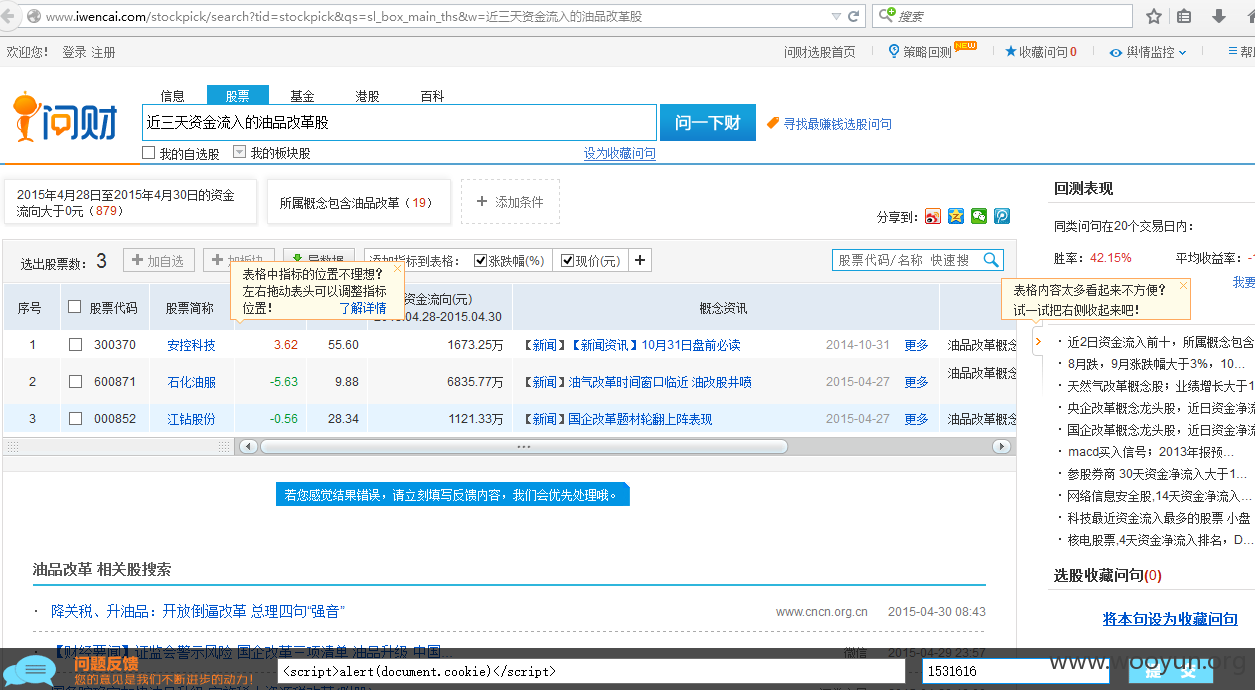 www.iwencai.com/stockpick/search?tid=stockpick&qs=sl_box_main_ths&w=近三天资金流入的油品改革股
搜索
欢迎您! 登录 注册
问财选股首页 策略回测 NEW 收藏问句 0 舆情监控
问财
信息 股票 基金 港股 百科
近三天资金流入的油品改革股
问一下财
寻找最赚钱选股问句
我的自选股 我的板块股 设为收藏问句
2015年4月28日至2015年4月30日的资金
流向大于0元（879）
所属概念包含油品改革（19）
+ 添加条件
分享到：
选出股票数： 3
加自选
涨跌幅(%) 现价(元) +
股票代码/名称 快速搜
表格中指标的位置不理想?
左右拖动表头可以调整指标
位置!
了解详情
序号 股票代码 股票简称
资金流向(元)
.04.28-2015.04.30
概念资讯
1 300370 安控科技 3.62 55.60 1673.25万 【新闻】【新闻资讯】10月31日盘前必读 2014-10-31 更多 油品改革概念
2 600871 石化油服 -5.63 9.88 6835.77万 【新闻】油气改革时间窗口临近 油改股井喷 2015-04-27 更多 油品改革概念
3 000852 江钻股份 -0.56 28.34 1121.33万 【新闻】国企改革题材轮翻上阵表现 2015-04-27 更多 油品改革概念
若您感觉结果错误，请立刻填写反馈内容，我们会优先处理哦。
油品改革 相关股搜索
· 降关税、升油品：开放倒逼改革 总理四句“强音” www.cncn.org.cn 2015-04-30 08:43
【财经要闻】证监会警示风险 国企改革三项清单 油品升级 中国... 微信 2015-04-29 23:57
回测表现
同类问句在20个交易日内：
胜率：42.15% 平均收益率：
我要
表格内容太多看起来不方便?
试一试把右侧收起来吧!
· 近2日资金流入前十，所属概念包含
· 8月跌，9月涨跌幅大于3%，10...
· 天然气改革概念股；业绩增长大于1
· 央企改革概念龙头股，近日资金净流
· 国企改革概念龙头股，近日资金净流
· macd买入信号；2013年报预...
· 参股券商 30天资金净流入大于1...
· 网络信息安全股,14天资金净流入...
· 科技最近资金流入最多的股票 小盘
· 核电股票,4天资金净流入排名，D...
选股收藏问句(0)
将本句设为收藏问句
问题反馈
您的意见是我们不断进步的动力!
<script>alert(document.cookie)</script>
1531616
提 交
www.wooyun.org